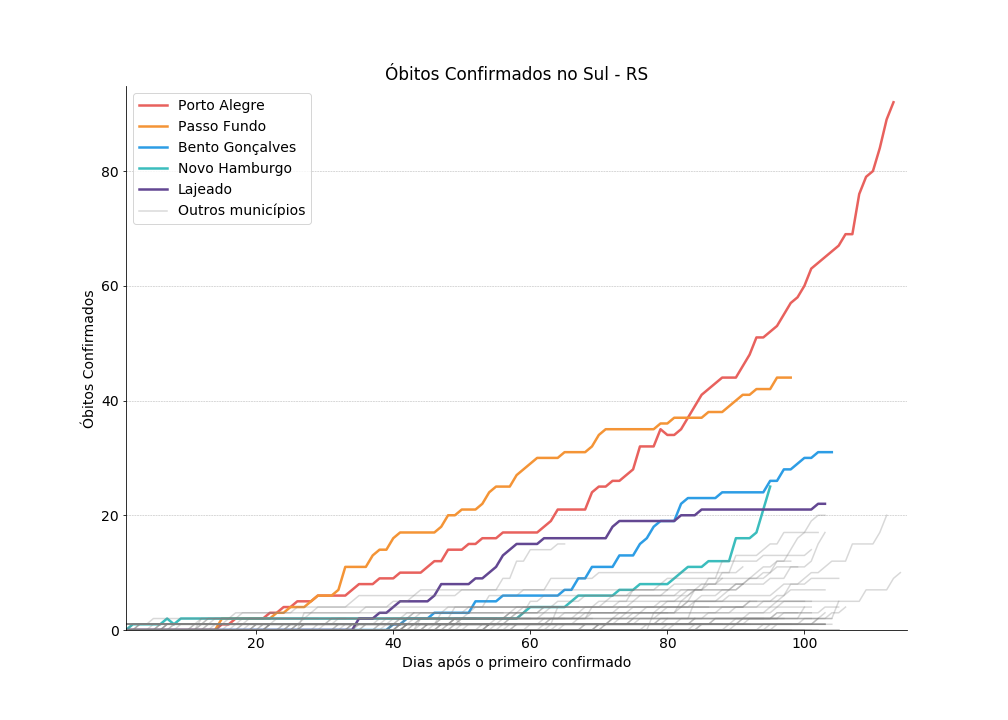 Óbitos Confirmados no Sul - RS
Porto Alegre
Passo Fundo
Bento Gonçalves
Novo Hamburgo
Lajeado
Outros municípios
Óbitos Confirmados
80
60
40
20
0
20 40 60 80 100
Dias após o primeiro confirmado